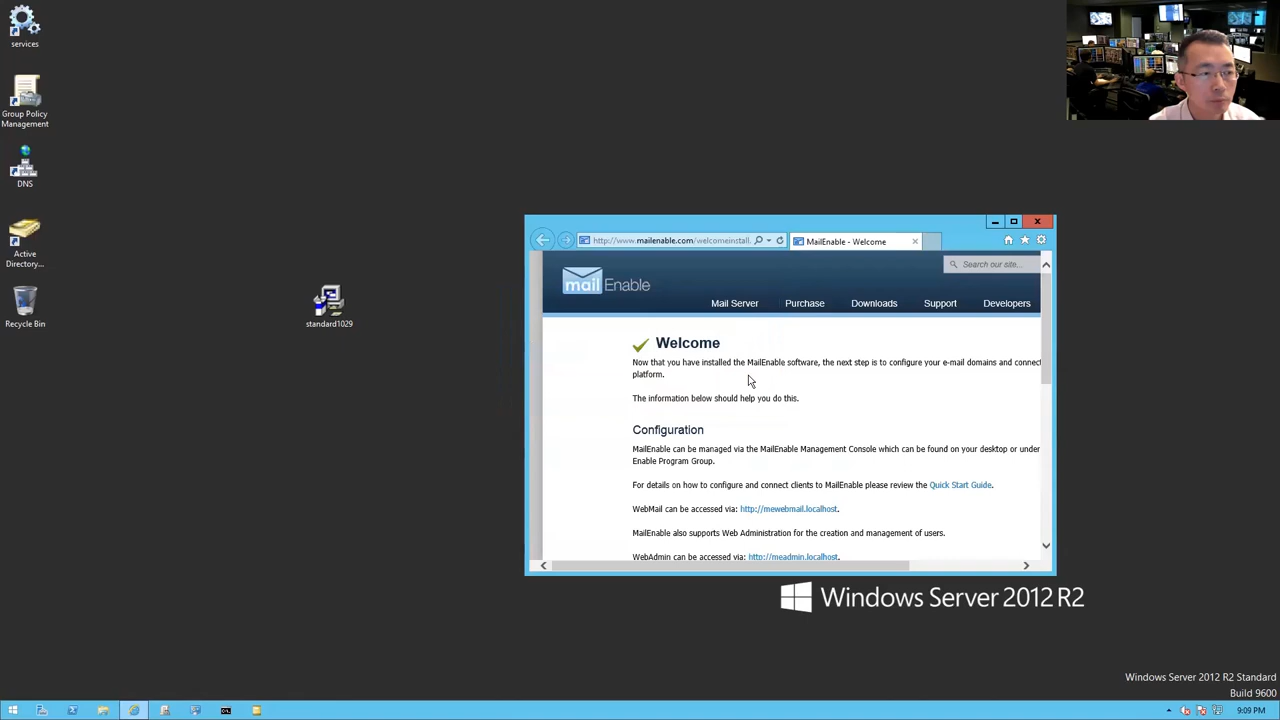 services
Group Policy
Management
DNS
Active
Directory...
Recycle Bin
standard1029
http://www.mailenable.com/welcomeinstall.
MailEnable - Welcome
Search our site...
mailEnable
Mail Server
Purchase
Downloads
Support
Developers
Welcome
Now that you have installed the MailEnable software, the next step is to configure your e-mail domains and connect
platform.
The information below should help you do this.
Configuration
MailEnable can be managed via the MailEnable Management Console which can be found on your desktop or under
Enable Program Group.
For details on how to configure and connect clients to MailEnable please review the Quick Start Guide.
WebMail can be accessed via: http://mewebmail.localhost.
MailEnable also supports Web Administration for the creation and management of users.
WebAdmin can be accessed via: http://meadmin.localhost.
Windows Server 2012 R2
Windows Server 2012 R2 Standard
Build 9600
9:09 PM